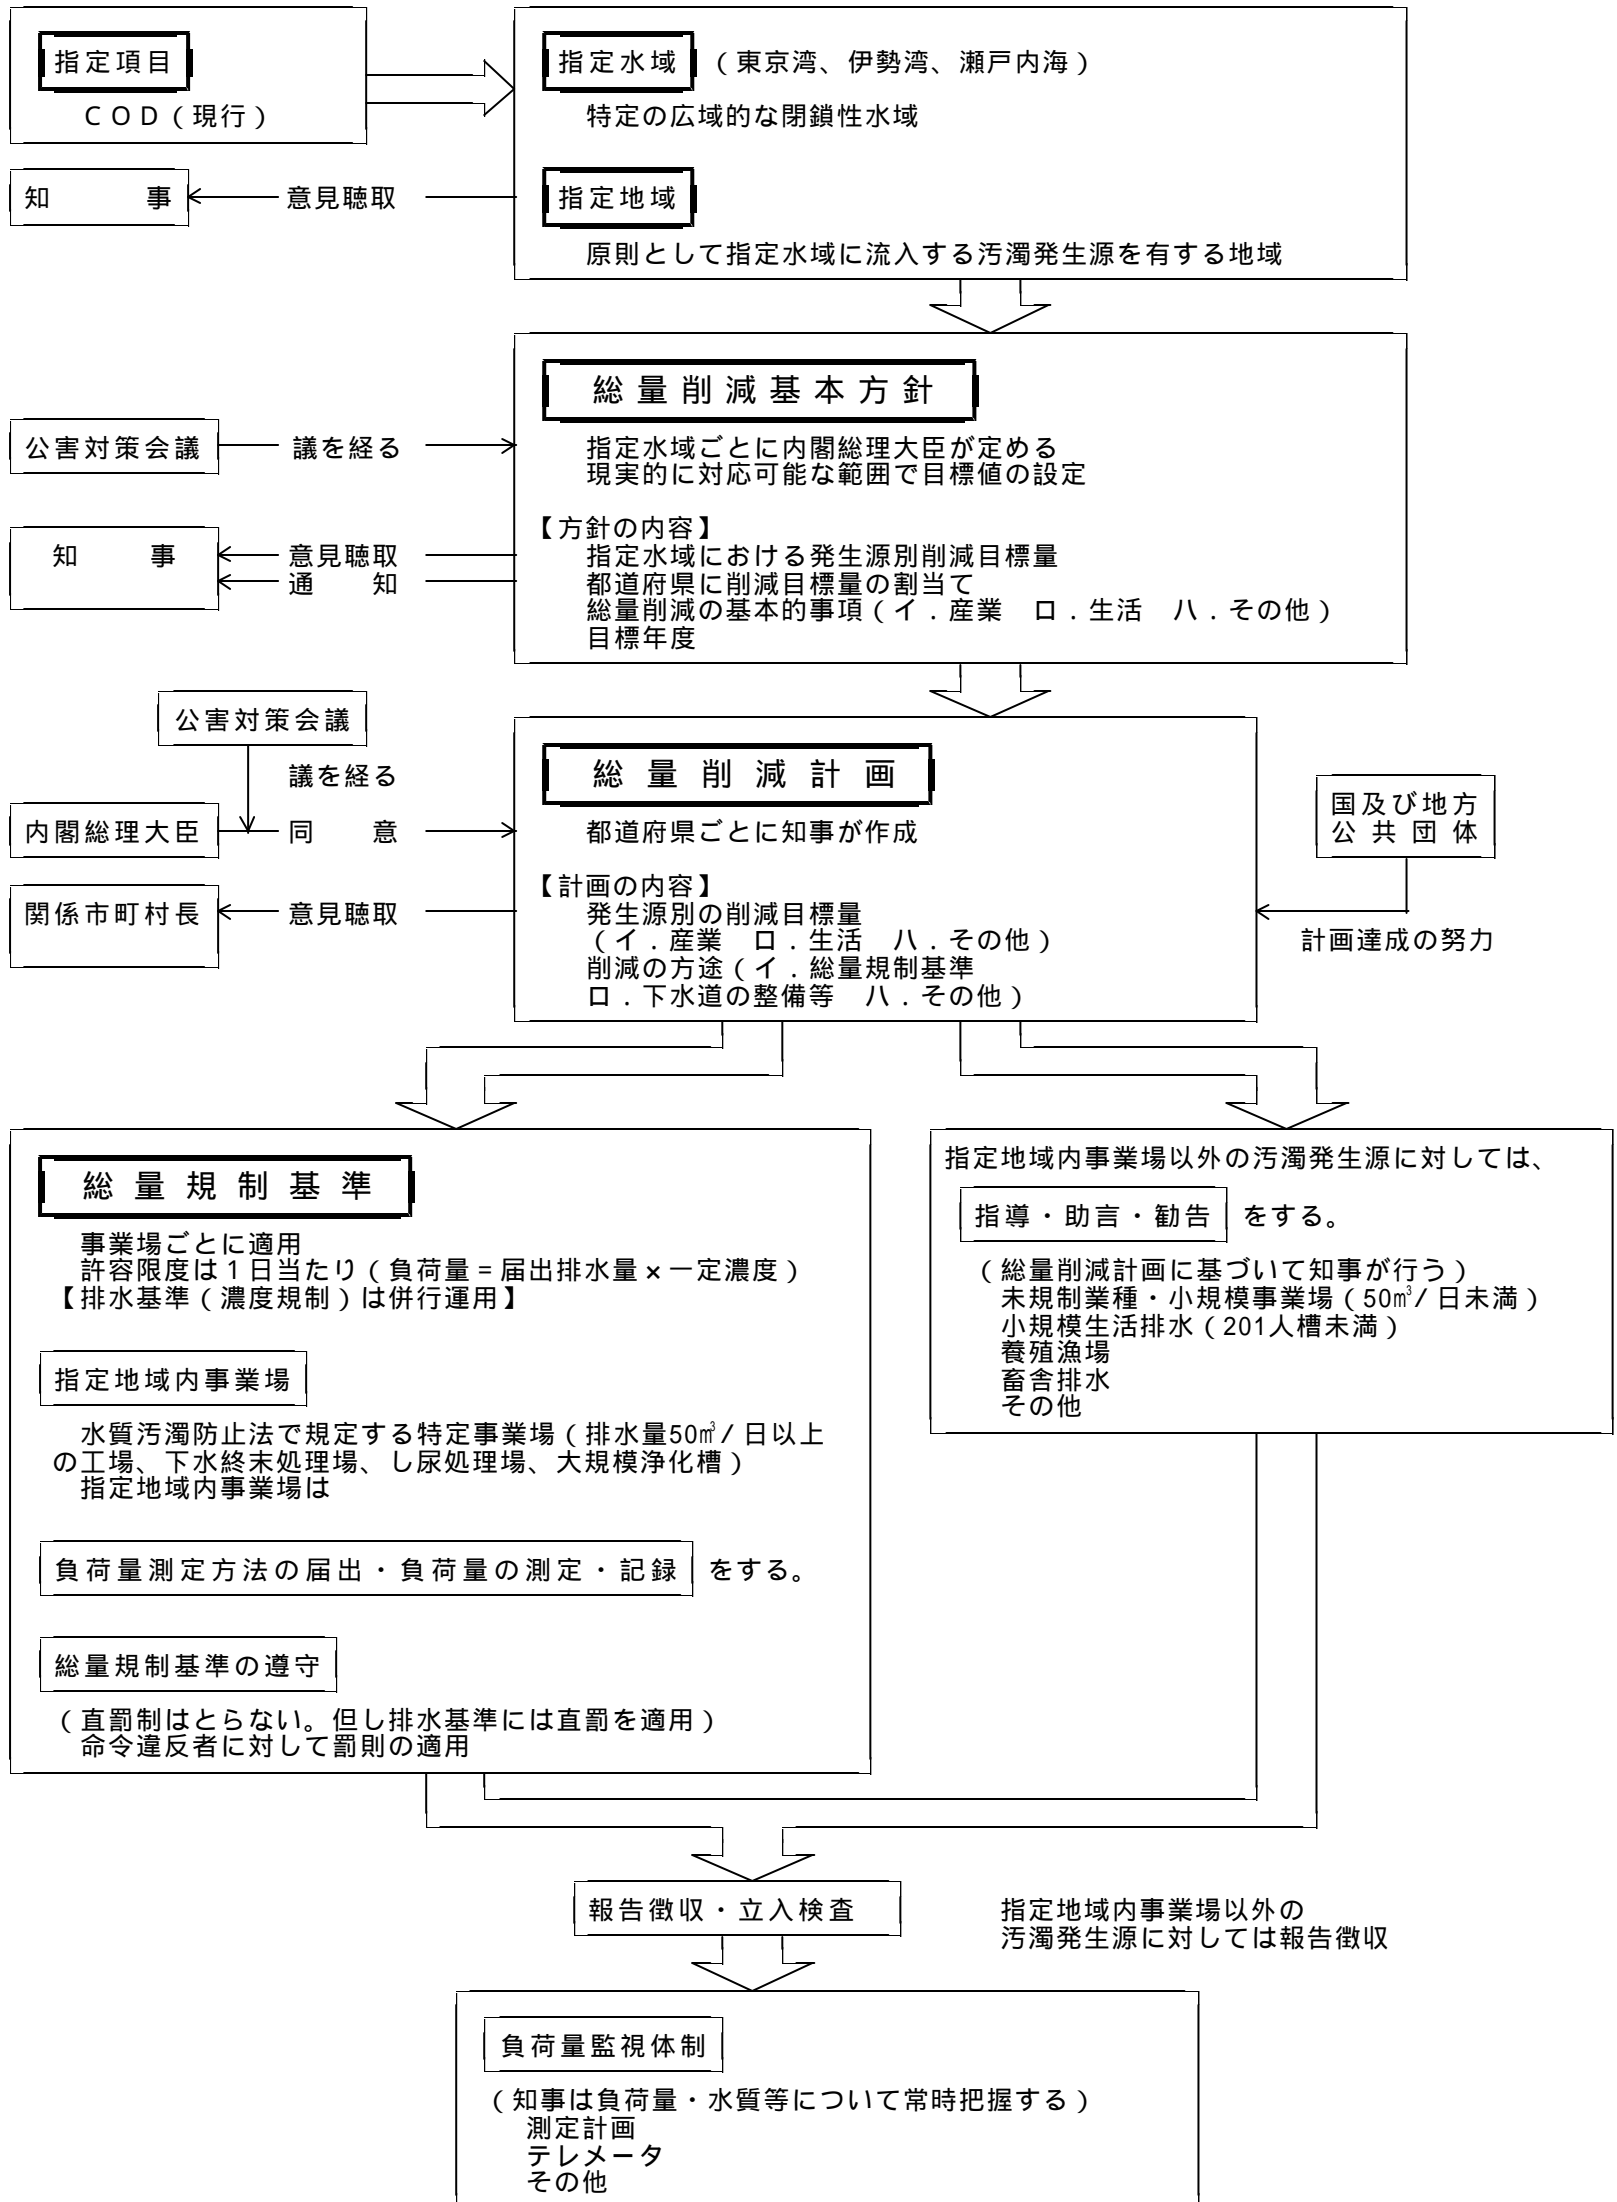 指定項目
ＣＯＤ（現行）
指定水域（東京湾、伊勢湾、瀬戸内海）
特定の広域的な閉鎖性水域
知　事
意見聴取
指定地域
原則として指定水域に流入する汚濁発生源を有する地域
総量削減基本方針
公害対策会議
議を経る
指定水域ごとに内閣総理大臣が定める
現実的に対応可能な範囲で目標値の設定
【方針の内容】
知　事
意見聴取
通　知
指定水域における発生源別削減目標量
都道府県に削減目標量の割当て
総量削減の基本的事項（イ．産業　ロ．生活　ハ．その他）
目標年度
公害対策会議
議を経る
総量削減計画
内閣総理大臣
同　意
都道府県ごとに知事が作成
国及び地方
公共団体
関係市町村長
意見聴取
【計画の内容】
発生源別の削減目標量
（イ．産業　ロ．生活　ハ．その他）
削減の方途（イ．総量規制基準
ロ．下水道の整備等　ハ．その他）
計画達成の努力
総量規制基準
事業場ごとに適用
許容限度は１日当たり（負荷量＝届出排水量×一定濃度）
【排水基準（濃度規制）は併行運用】
指定地域内事業場
水質汚濁防止法で規定する特定事業場（排水量50㎥/日以上
の工場、下水終末処理場、し尿処理場、大規模浄化槽）
指定地域内事業場は
負荷量測定方法の届出・負荷量の測定・記録をする。
総量規制基準の遵守
（直罰制はとらない。但し排水基準には直罰を適用）
命令違反者に対して罰則の適用
指定地域内事業場以外の汚濁発生源に対しては、
指導・助言・勧告をする。
（総量削減計画に基づいて知事が行う）
未規制業種・小規模事業場（50㎥/日未満）
小規模生活排水（201人槽未満）
養殖漁場
畜舎排水
その他
報告徴収・立入検査
指定地域内事業場以外の
汚濁発生源に対しては報告徴収
負荷量監視体制
（知事は負荷量・水質等について常時把握する）
測定計画
テレメータ
その他